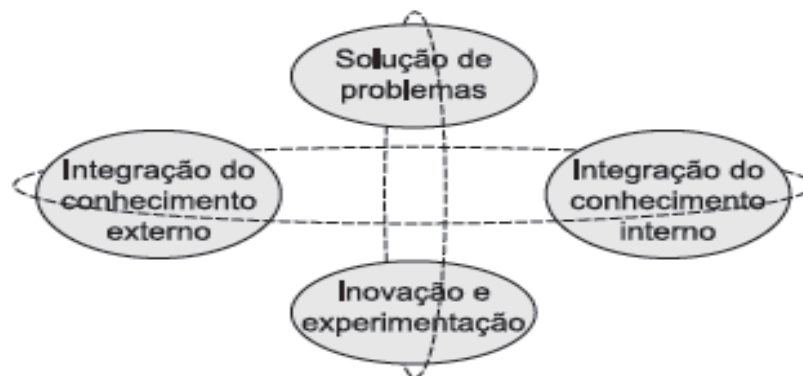 Solução de
problemas
Integração do
conhecimento
externo
Integração do
conhecimento
interno
Inovação e
experimentação